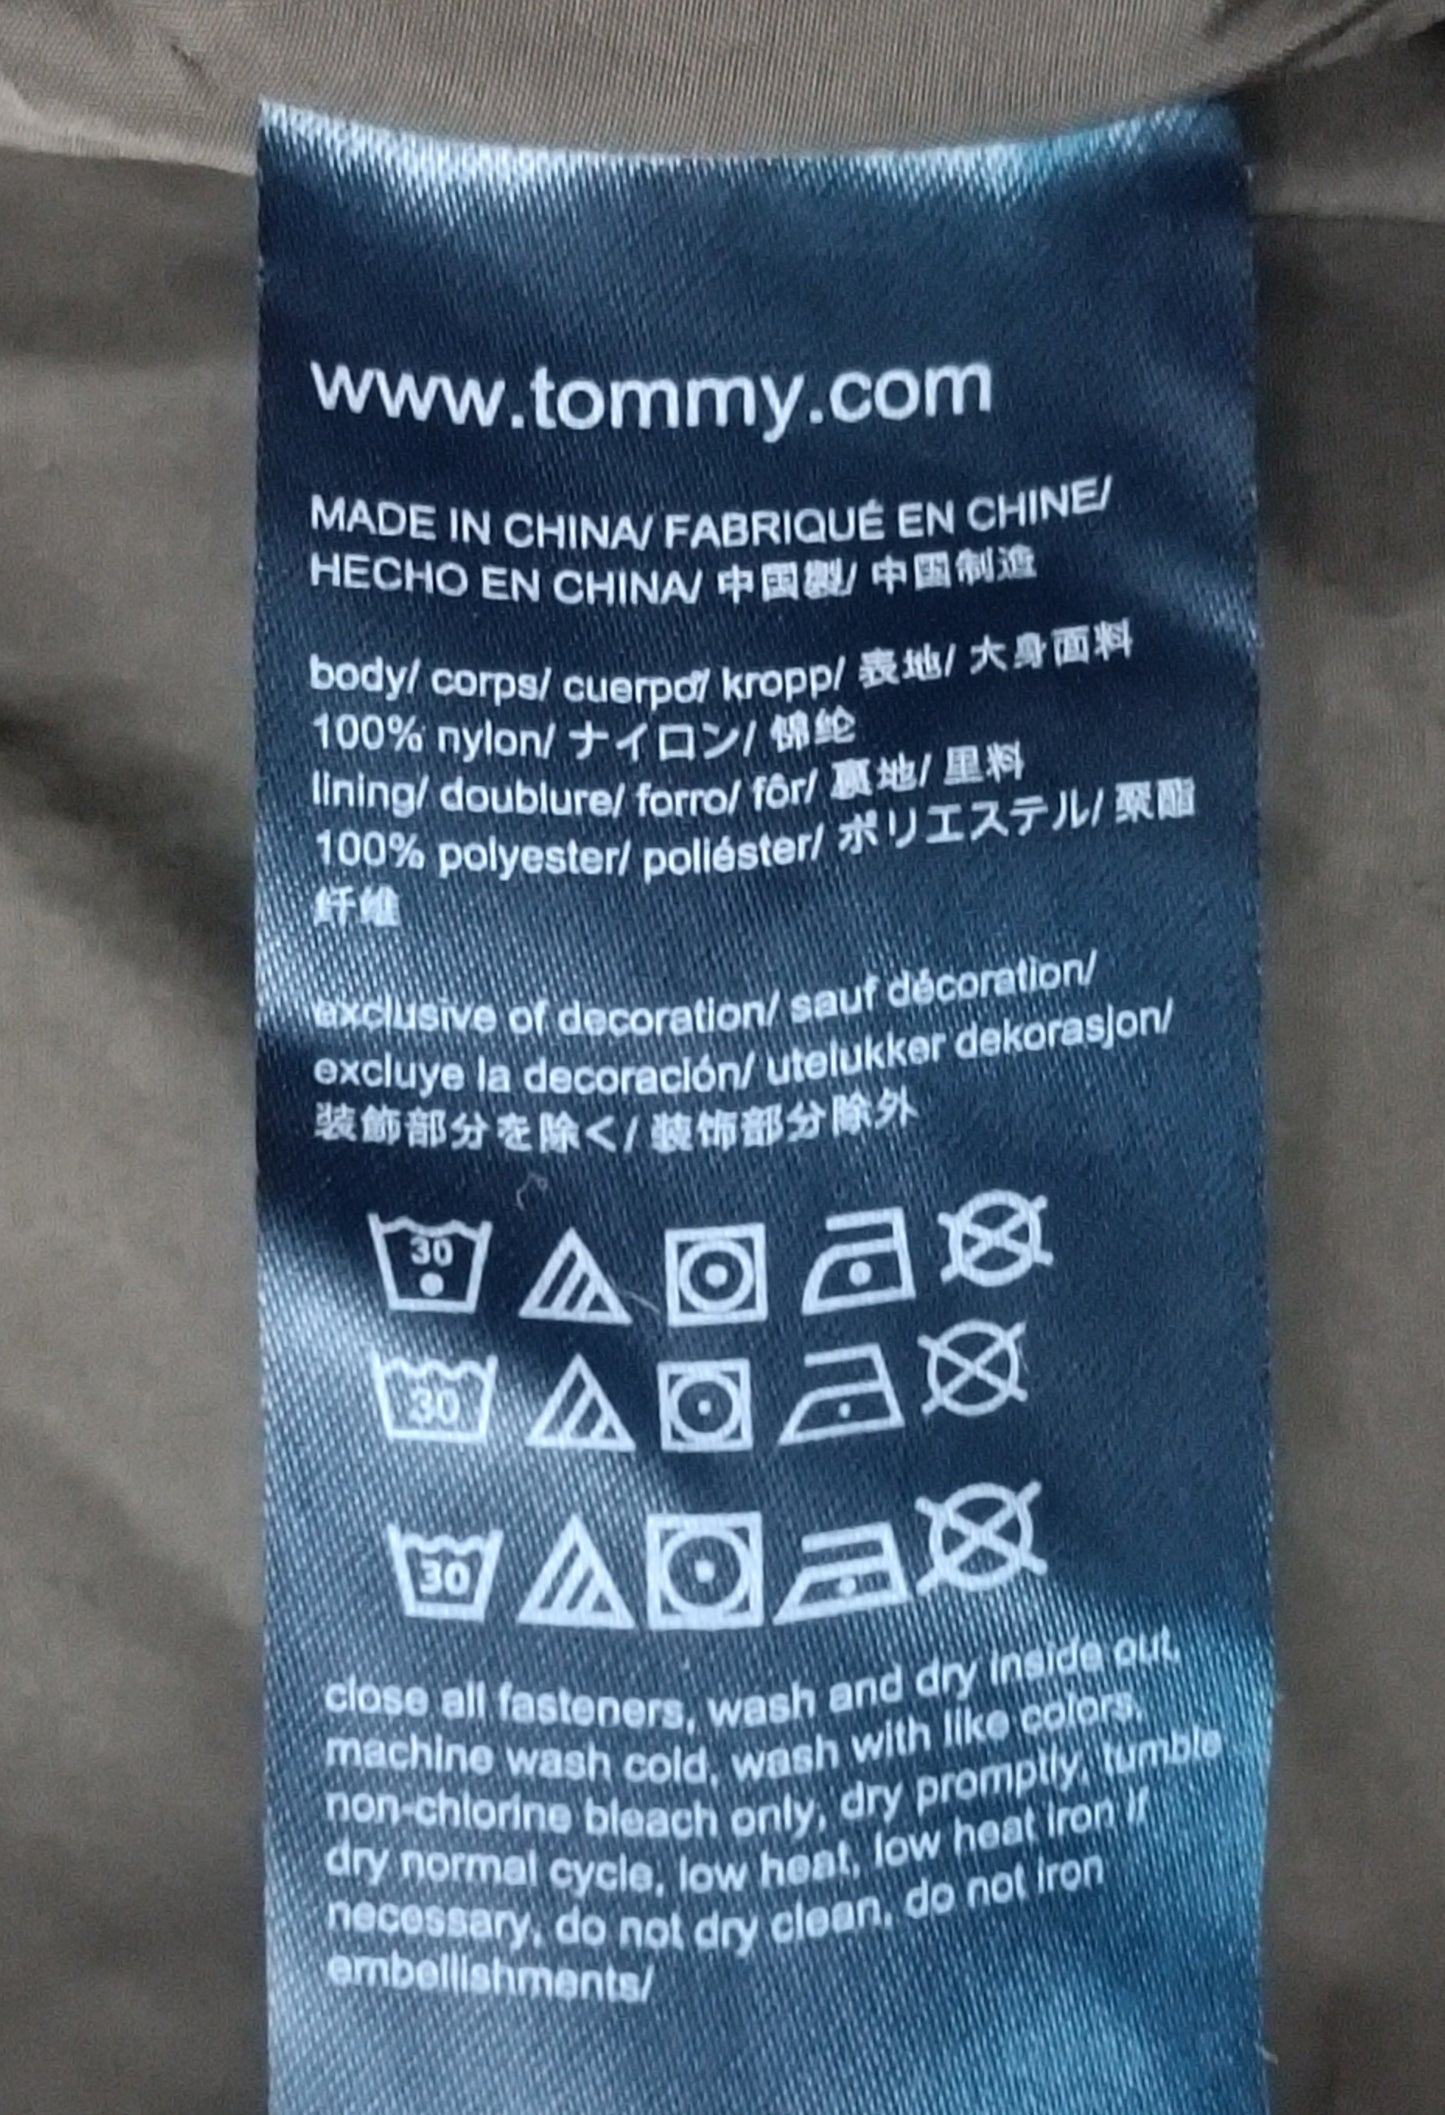 www.tommy.com
MADE IN CHINA/ FABRIQUÉ EN CHINE/
HECHO EN CHINA/ 中国製/ 中国制造
body/ corps/ cuerpo/ kropp/ 表地/ 大身面料
100% nylon/ ナイロン/ 锦纶
lining/ doublure/ forro/ fôr/ 裏地/ 里料
100% polyester/ poliéster/ ポリエステル/ 聚酯
纤维
exclusive of decoration/ sauf décoration/
excluye la decoración/ utelukker dekorasjon/
装飾部分を除く/ 装饰部分除外
30
30
30
close all fasteners, wash and dry inside out,
machine wash cold, wash with like colors,
non-chlorine bleach only, dry promptly, tumble
dry normal cycle, low heat, low heat iron if
necessary, do not dry clean, do not iron
embellishments/